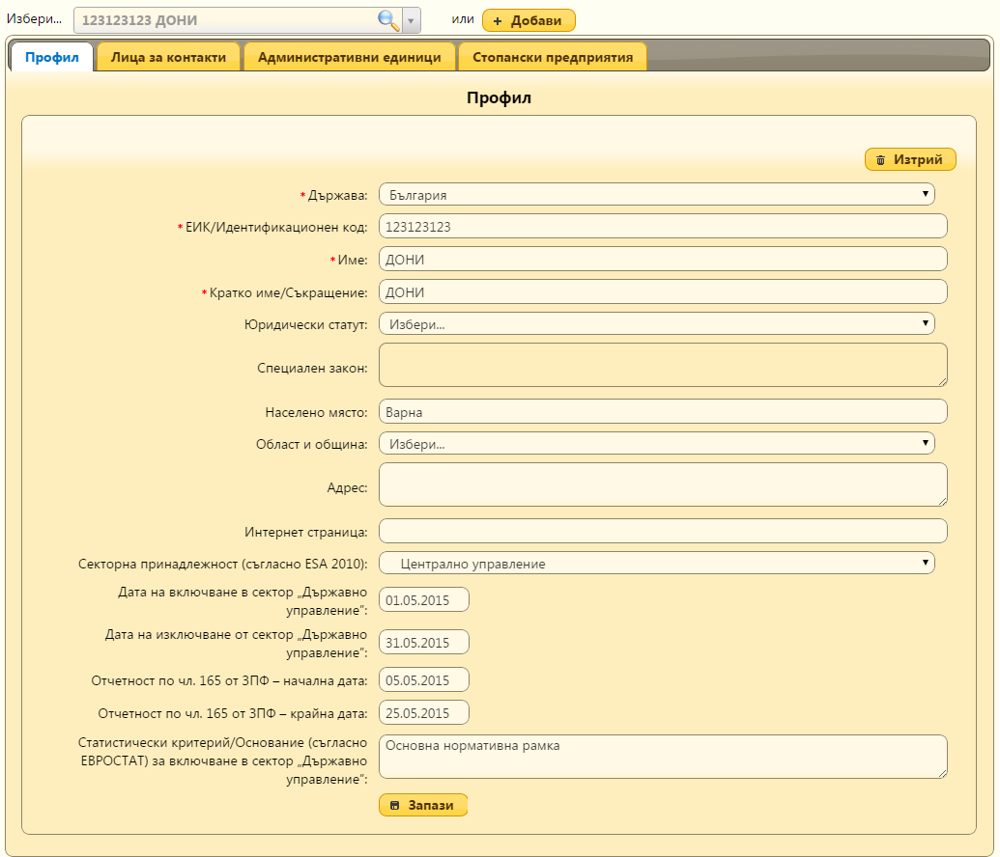 Избери... 123123123 ДОНИ или + Добави
Профил Лица за контакти Административни единици Стопански предприятия
Профил
Изтрий
*Държава: България
*ЕИК/Идентификационен код: 123123123
*Име: ДОНИ
*Кратко име/Съкращение: ДОНИ
Юридически статут: Избери...
Специален закон:
Населено място: Варна
Област и община: Избери...
Адрес:
Интернет страница:
Секторна принадлежност (съгласно ESA 2010): Централно управление
Дата на включване в сектор „Държавно
управление”: 01.05.2015
Дата на изключване от сектор „Държавно
управление”: 31.05.2015
Отчетност по чл. 165 от ЗПФ – начална дата: 05.05.2015
Отчетност по чл. 165 от ЗПФ – крайна дата: 25.05.2015
Статистически критерий/Основание (съгласно Основна нормативна рамка
ЕВРОСТАТ) за включване в сектор „Държавно
управление”:
Запази